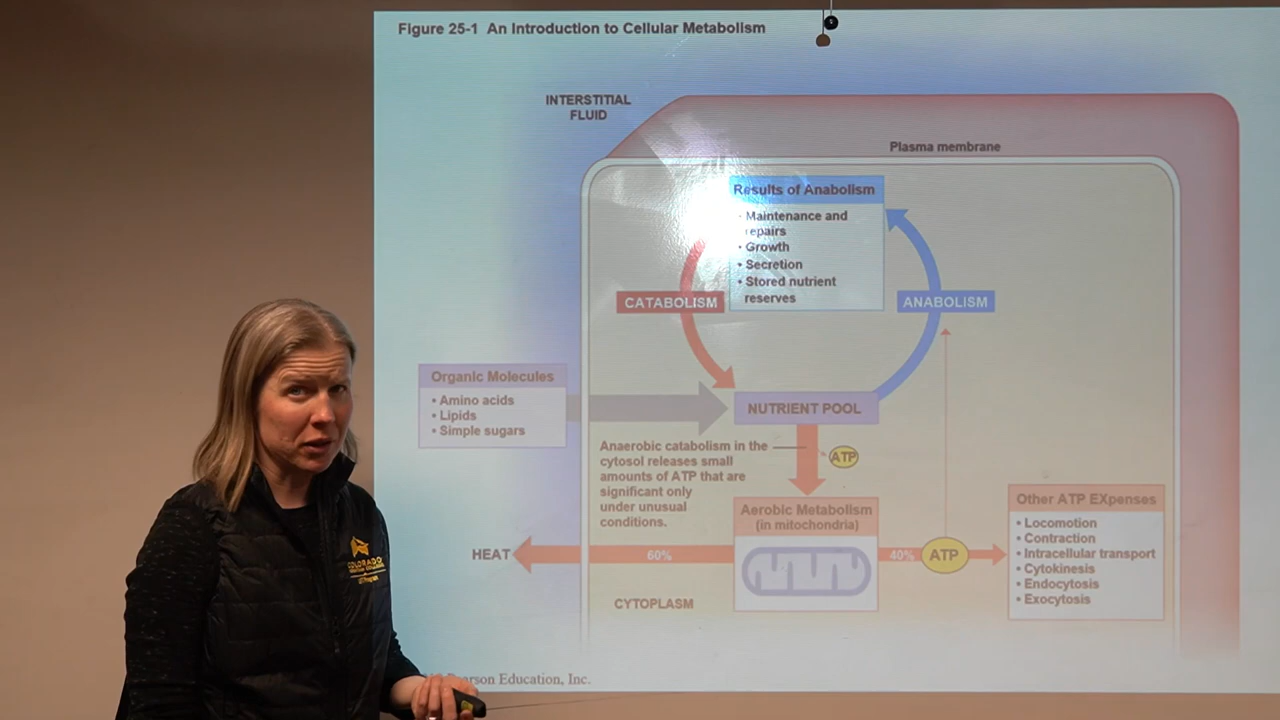 Figure 25-1 An Introduction to Cellular Metabolism
INTERSTITIAL
FLUID
Plasma membrane
Results of Anabolism
• Maintenance and
repairs
• Growth
• Secretion
• Stored nutrient
reserves
CATABOLISM
ANABOLISM
Organic Molecules
• Amino acids
• Lipids
• Simple sugars
NUTRIENT POOL
Anaerobic catabolism in the
cytosol releases small
amounts of ATP that are
significant only
under unusual
conditions.
ATP
Aerobic Metabolism
(in mitochondria)
HEAT
60%
40%
ATP
Other ATP EXpenses
• Locomotion
• Contraction
• Intracellular transport
• Cytokinesis
• Endocytosis
• Exocytosis
CYTOPLASM
COLORADO
Pearson Education, Inc.